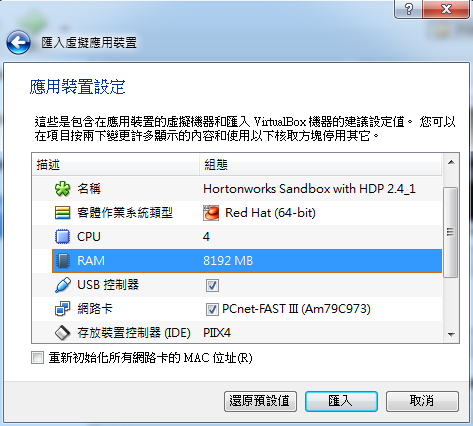 匯入虛擬應用裝置
應用裝置設定
這些是包含在應用裝置的虛擬機器和匯入 VirtualBox 機器的建議設定值。 您可以
在項目按兩下變更許多顯示的內容和使用以下核取方塊停用其它。
描述 組態
名稱 Hortonworks Sandbox with HDP 2.4_1
客體作業系統類型 Red Hat (64-bit)
CPU 4
RAM 8192 MB
USB 控制器
網路卡 PCnet-FAST III (Am79C973)
存放裝置控制器 (IDE) PIIX4
重新初始化所有網路卡的 MAC 位址(R)
還原預設值 匯入 取消